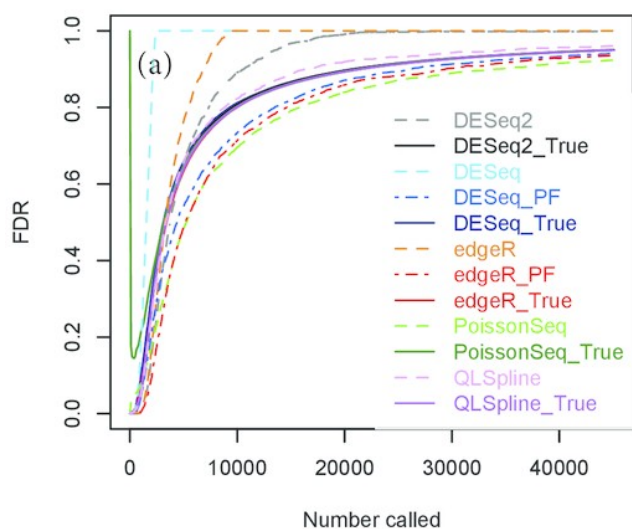 (a)
FDR
1.0
0.8
0.6
0.4
0.2
0.0
DESeq2
DESeq2_True
DESeq
DESeq_PF
DESeq_True
edgeR
edgeR_PF
edgeR_True
PoissonSeq
PoissonSeq_True
QLSpline
QLSpline_True
0 10000 20000 30000 40000
Number called